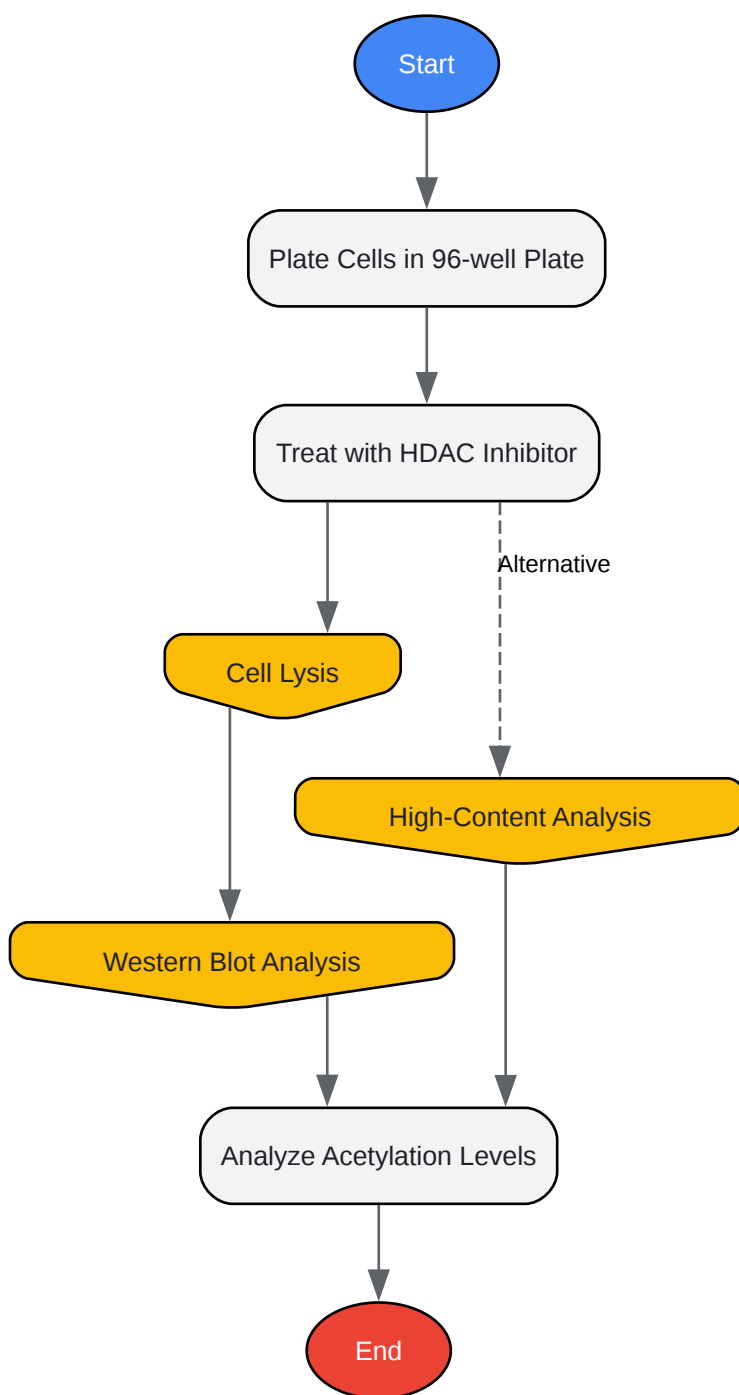 Start
Plate Cells in 96-well Plate
Treat with HDAC Inhibitor
Alternative
Cell Lysis
High-Content Analysis
Western Blot Analysis
Analyze Acetylation Levels
End